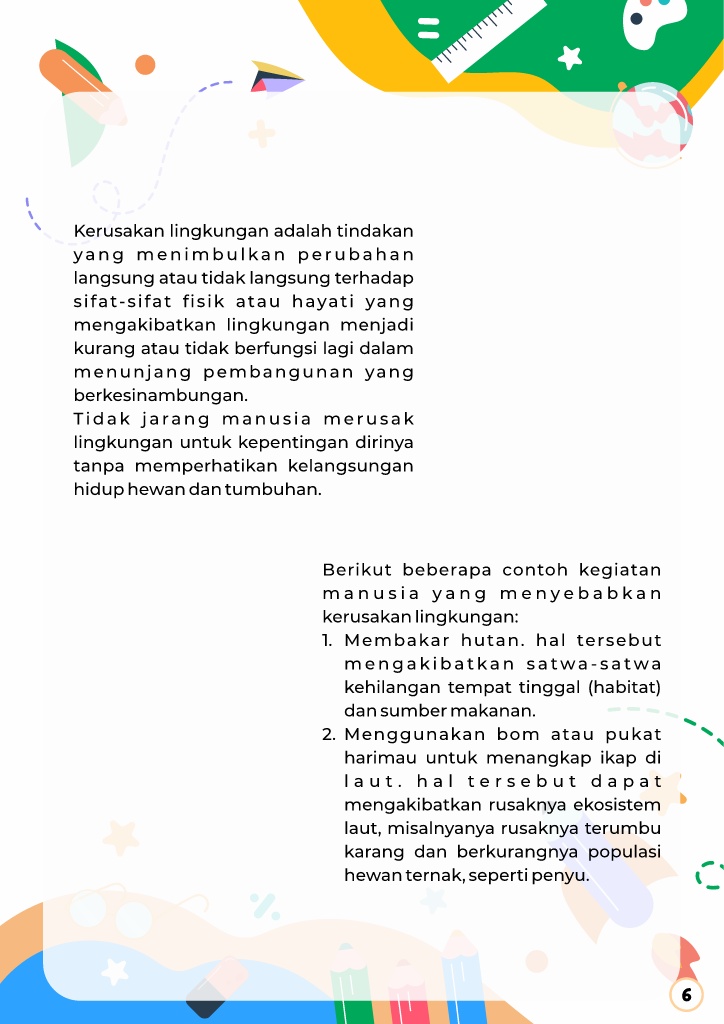 Kerusakan lingkungan adalah tindakan
yang menimbulkan perubahan
langsung atau tidak langsung terhadap
sifat-sifat fisik atau hayati yang
mengakibatkan lingkungan menjadi
kurang atau tidak berfungsi lagi dalam
menunjang pembangunan yang
berkesinambungan.
Tidak jarang manusia merusak
lingkungan untuk kepentingan dirinya
tanpa memperhatikan kelangsungan
hidup hewan dan tumbuhan.
Berikut beberapa contoh kegiatan
manusia yang menyebabkan
kerusakan lingkungan:
1. Membakar hutan. hal tersebut
mengakibatkan satwa-satwa
kehilangan tempat tinggal (habitat)
dan sumber makanan.
2. Menggunakan bom atau pukat
harimau untuk menangkap ikap di
laut. hal tersebut dapat
mengakibatkan rusaknya ekosistem
laut, misalnyanya rusaknya terumbu
karang dan berkurangnya populasi
hewan ternak, seperti penyu.
6